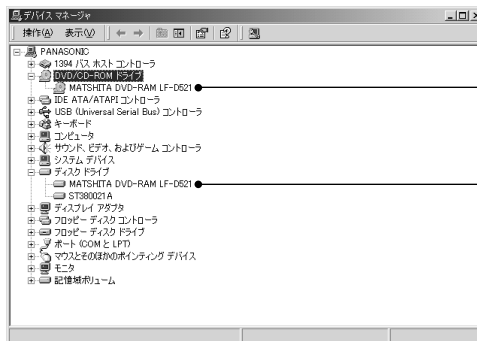 デバイス マネージャ
操作(A) 表示(V)
PANASONIC
1394 バス ホスト コントローラ
DVD/CD-ROM ドライブ
MATSHITA DVD-RAM LF-D521
IDE ATA/ATAPI コントローラ
USB (Universal Serial Bus) コントローラ
キーボード
コンピュータ
サウンド、ビデオ、およびゲーム コントローラ
システム デバイス
ディスク ドライブ
MATSHITA DVD-RAM LF-D521
ST380021A
ディスプレイ アダプタ
フロッピー ディスク コントローラ
フロッピー ディスク ドライブ
ポート (COM と LPT)
マウスとそのほかのポインティング デバイス
モニタ
記憶域ボリューム